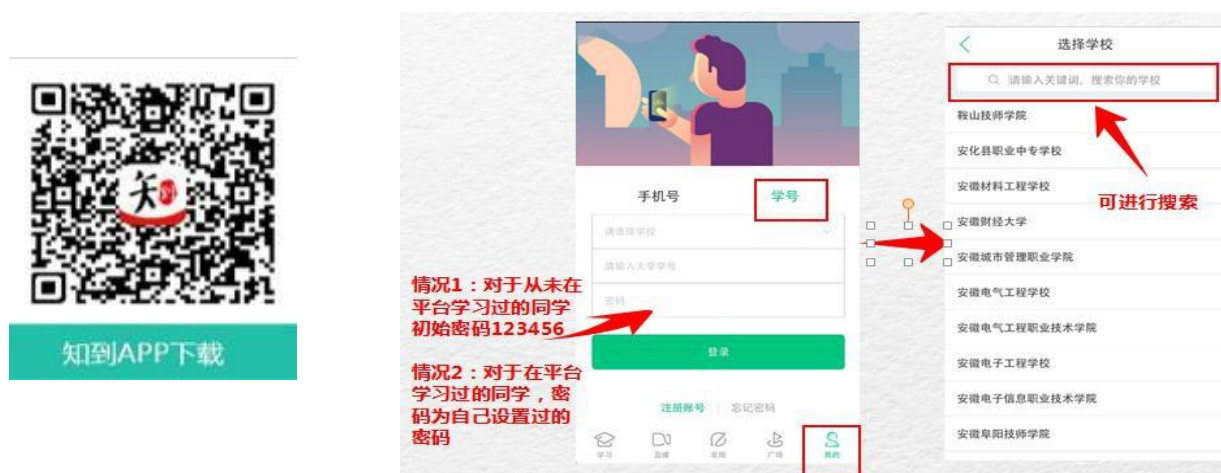 知到APP下载
手机号
学号
请选择学校
请输入大学学号
密码
登录
注册账号
忘记密码
学习
直播
发现
广场
我的
情况1：对于从未在
平台学习过的同学
初始密码123456
情况2：对于在平台
学习过的同学，密
码为自己设置过的
密码
选择学校
请输入关键词，搜索你的学校
可进行搜索
鞍山技师学院
安化县职业中专学校
安徽材料工程学校
安徽财经大学
安徽城市管理职业学院
安徽电气工程学校
安徽电气工程职业技术学院
安徽电子工程学校
安徽电子信息职业技术学院
安徽阜阳技师学院